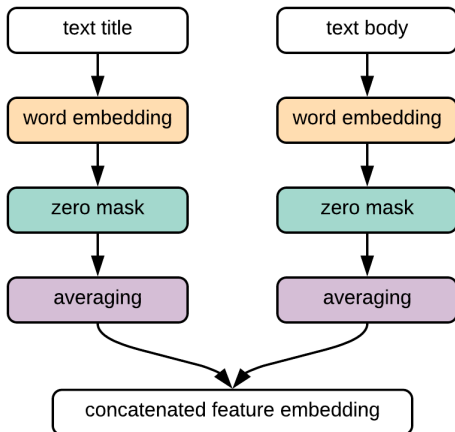 text title
text body
word embedding
word embedding
zero mask
zero mask
averaging
averaging
concatenated feature embedding